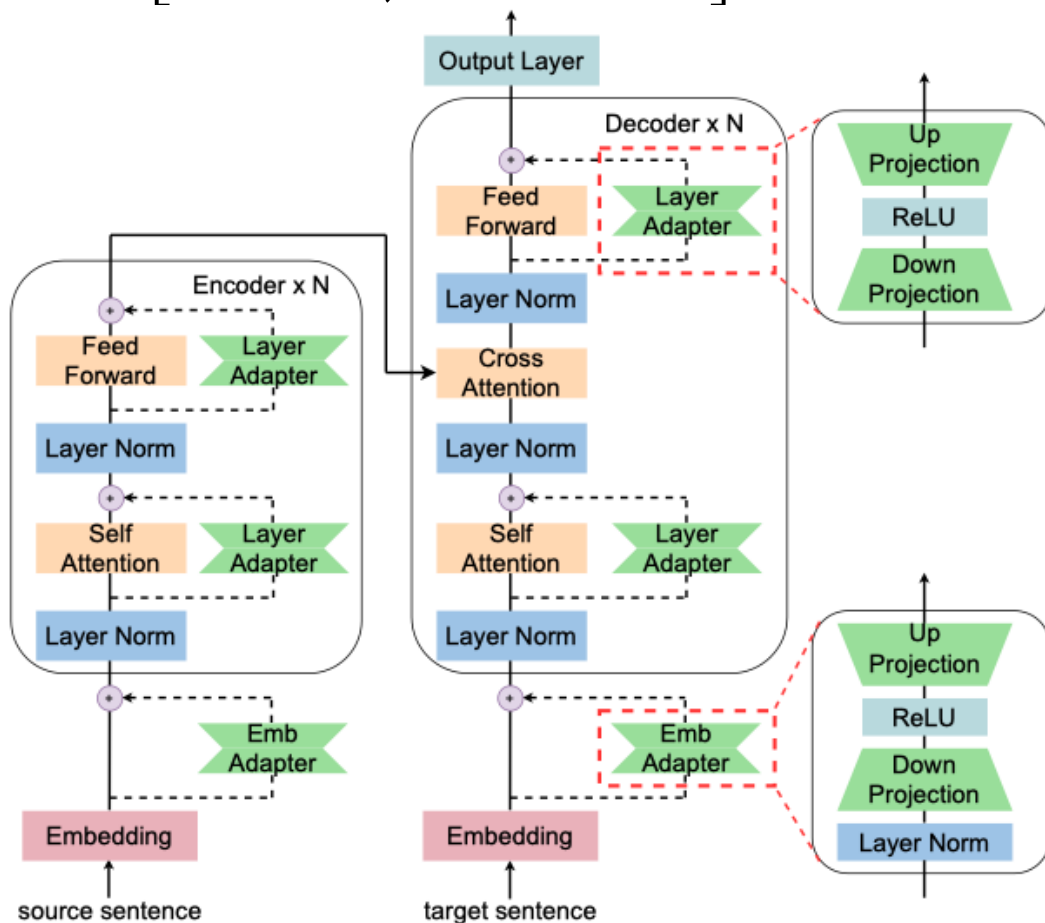 Output Layer
Decoder x N
Feed
Forward
Layer
Adapter
Layer Norm
Cross
Attention
Layer Norm
Self
Attention
Layer
Adapter
Layer Norm
Emb
Adapter
Embedding
target sentence
Encoder x N
Feed
Forward
Layer
Adapter
Layer Norm
Self
Attention
Layer
Adapter
Layer Norm
Emb
Adapter
Embedding
source sentence
Up
Projection
ReLU
Down
Projection
Up
Projection
ReLU
Down
Projection
Layer Norm